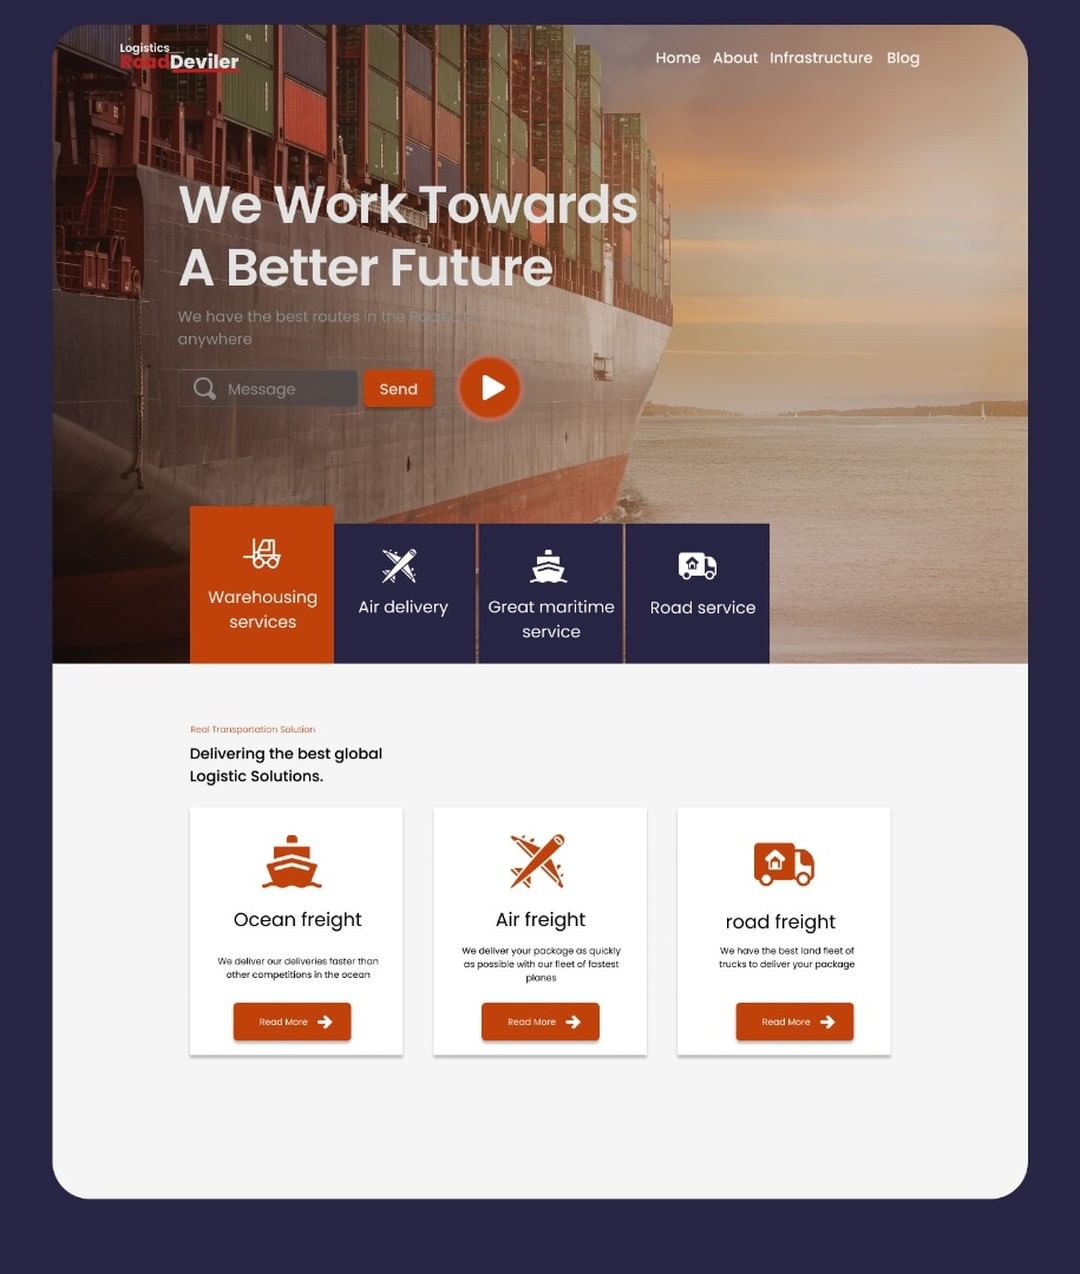 Logistics
RoadDeviler
Home About Infrastructure Blog
We Work Towards
A Better Future
We have the best routes in the
anywhere
Message
Send
Warehousing
services
Air delivery
Great maritime
service
Road service
Real Transportation Solution
Delivering the best global
Logistic Solutions.
Ocean freight
We deliver our deliveries faster than
other competitions in the ocean
Read More
Air freight
We deliver your package as quickly
as possible with our fleet of fastest
planes
Read More
road freight
We have the best land fleet of
trucks to deliver your package
Read More